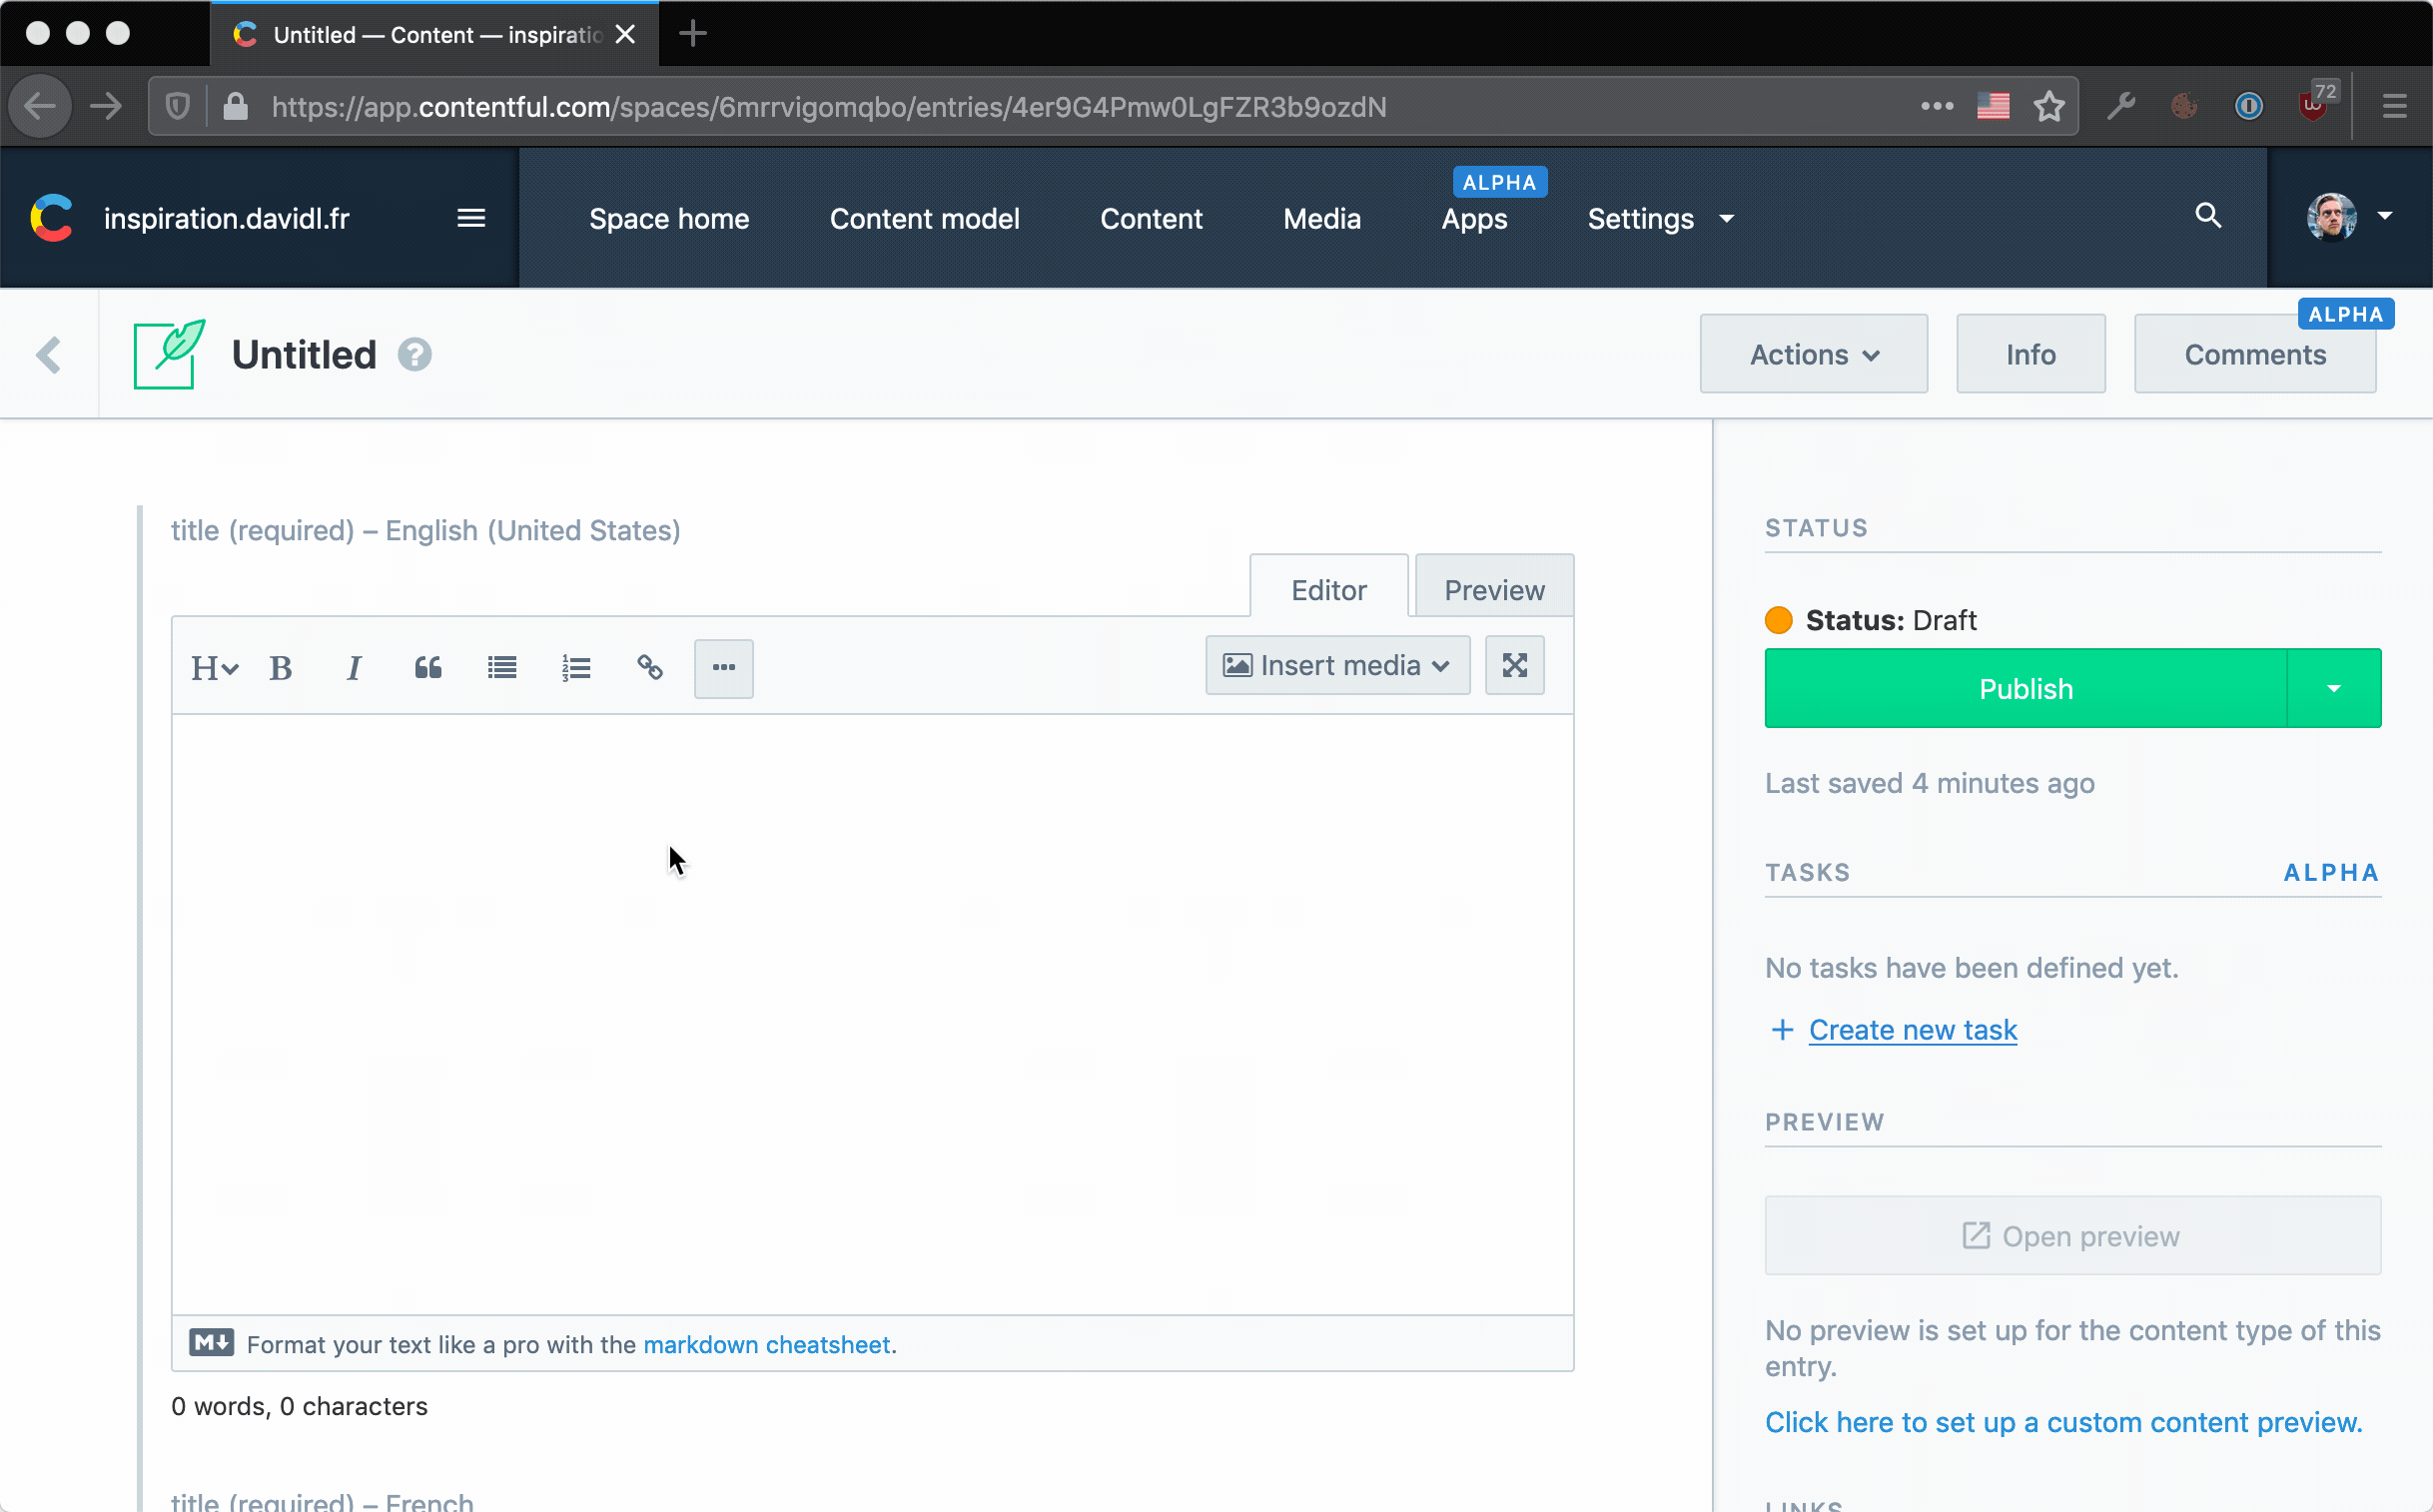 Untitled — Content — inspiratio
https://app.contentful.com/spaces/6mrrvigomqbo/entries/4er9G4Pmw0LgFZR3b9ozdN
72
inspiration.davidl.fr
Space home
Content model
Content
Media
ALPHA
Apps
Settings
Untitled
?
Actions
Info
ALPHA
Comments
title (required) – English (United States)
Editor
Preview
H
B
I
Insert media
M
Format your text like a pro with the markdown cheatsheet.
0 words, 0 characters
title (required) – French
STATUS
Status: Draft
Publish
Last saved 4 minutes ago
TASKS
ALPHA
No tasks have been defined yet.
+ Create new task
PREVIEW
Open preview
No preview is set up for the content type of this
entry.
Click here to set up a custom content preview.
LINKS